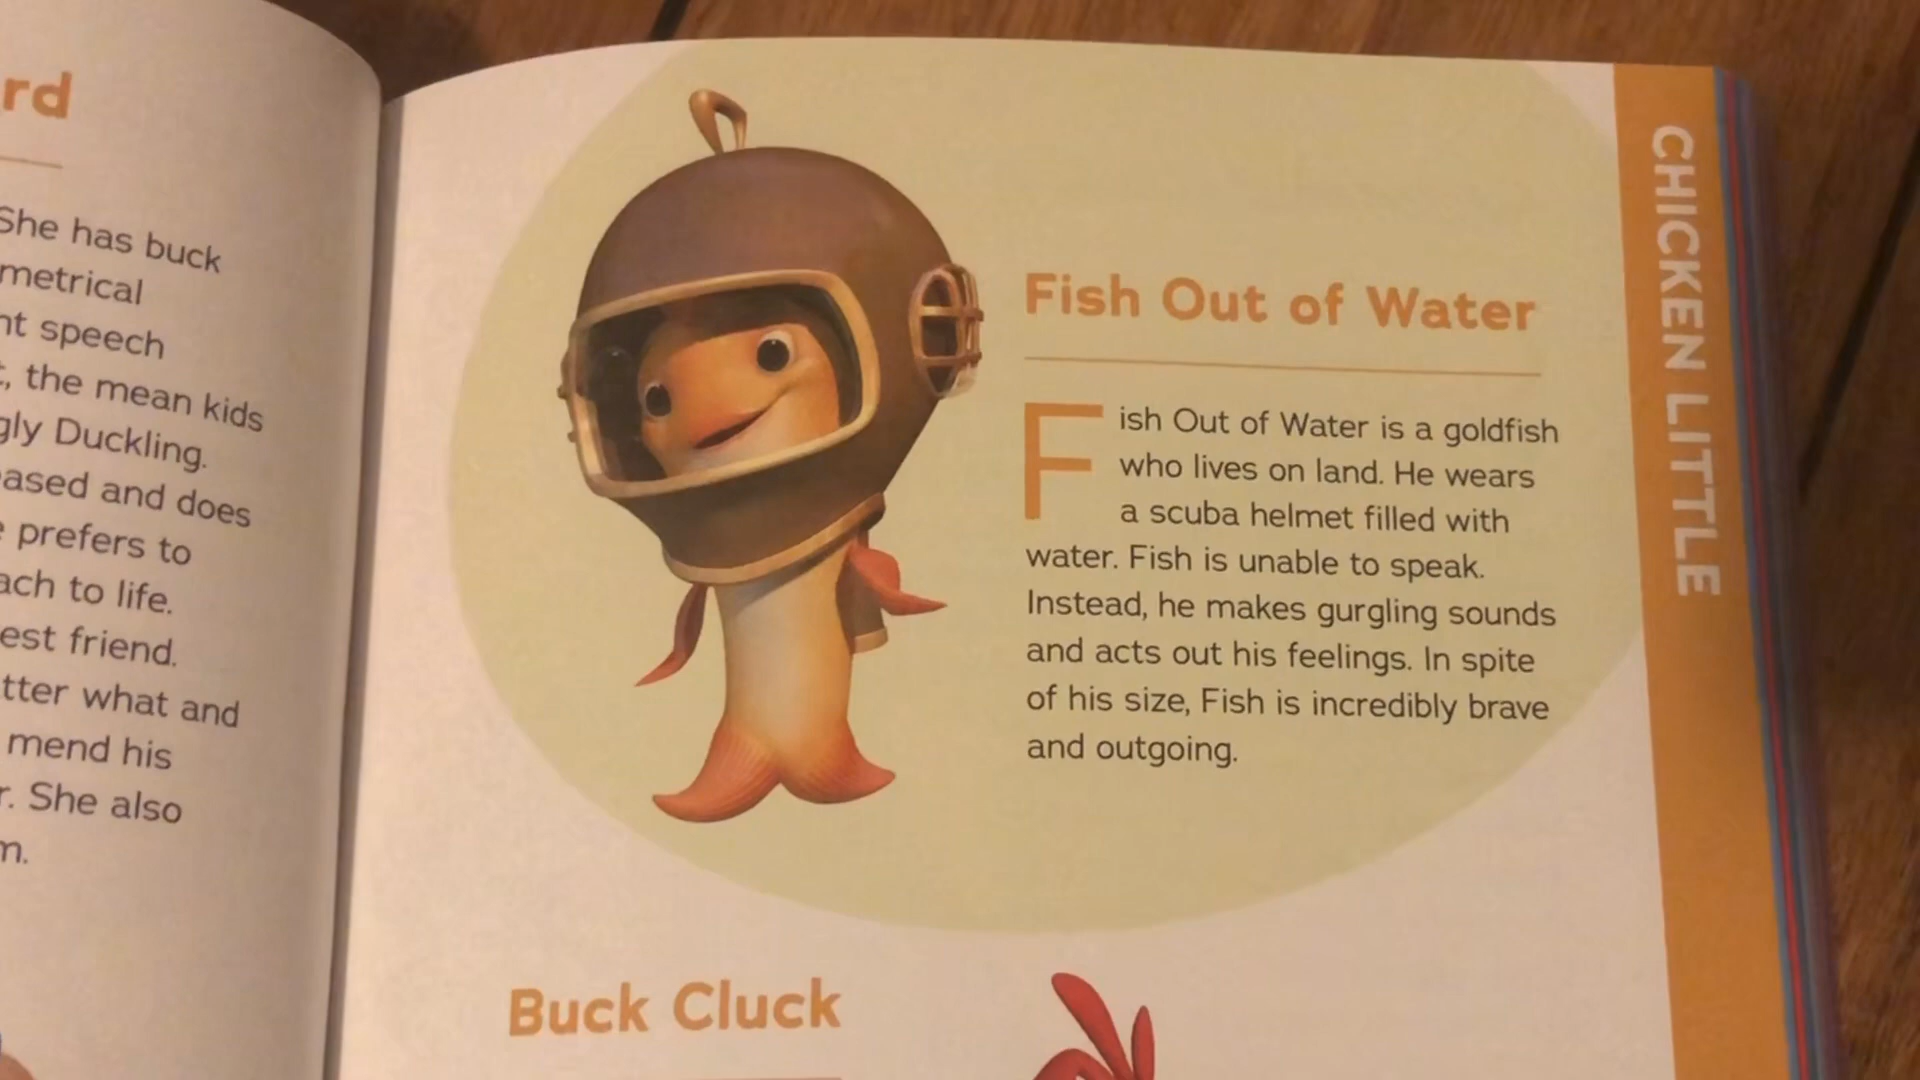 rd
She has buck
metrical
nt speech
, the mean kids
gly Duckling.
ased and does
prefers to
ach to life.
est friend.
tter what and
mend his
r. She also
m.
Fish Out of Water
Fish Out of Water is a goldfish
who lives on land. He wears
a scuba helmet filled with
water. Fish is unable to speak.
Instead, he makes gurgling sounds
and acts out his feelings. In spite
of his size, Fish is incredibly brave
and outgoing.
Buck Cluck
CHICKEN LITTLE